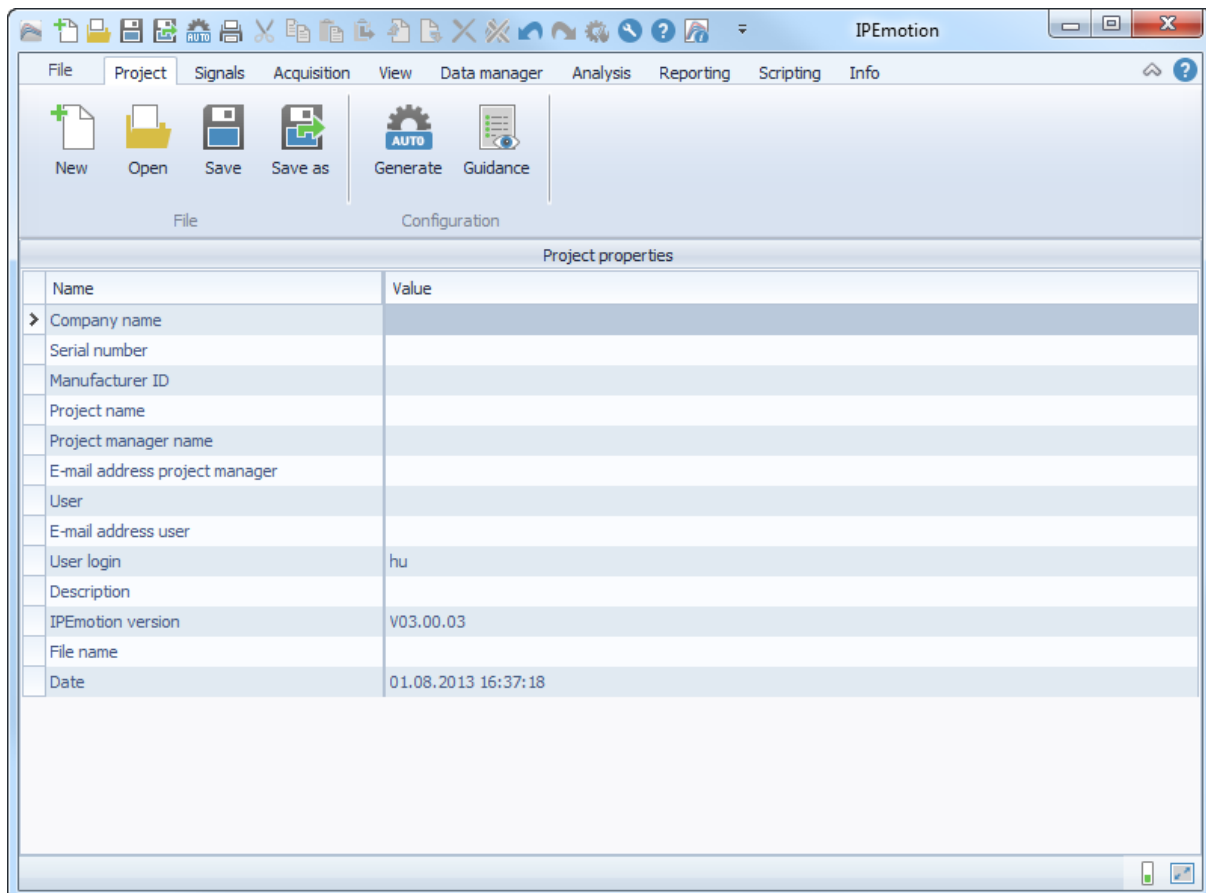 AUTO IPEmotion
File Project Signals Acquisition View Data manager Analysis Reporting Scripting Info
AUTO
New Open Save Save as Generate Guidance
File Configuration
Project properties
Name Value
Company name
Serial number
Manufacturer ID
Project name
Project manager name
E-mail address project manager
User
E-mail address user
User login hu
Description
IPEmotion version V03.00.03
File name
Date 01.08.2013 16:37:18